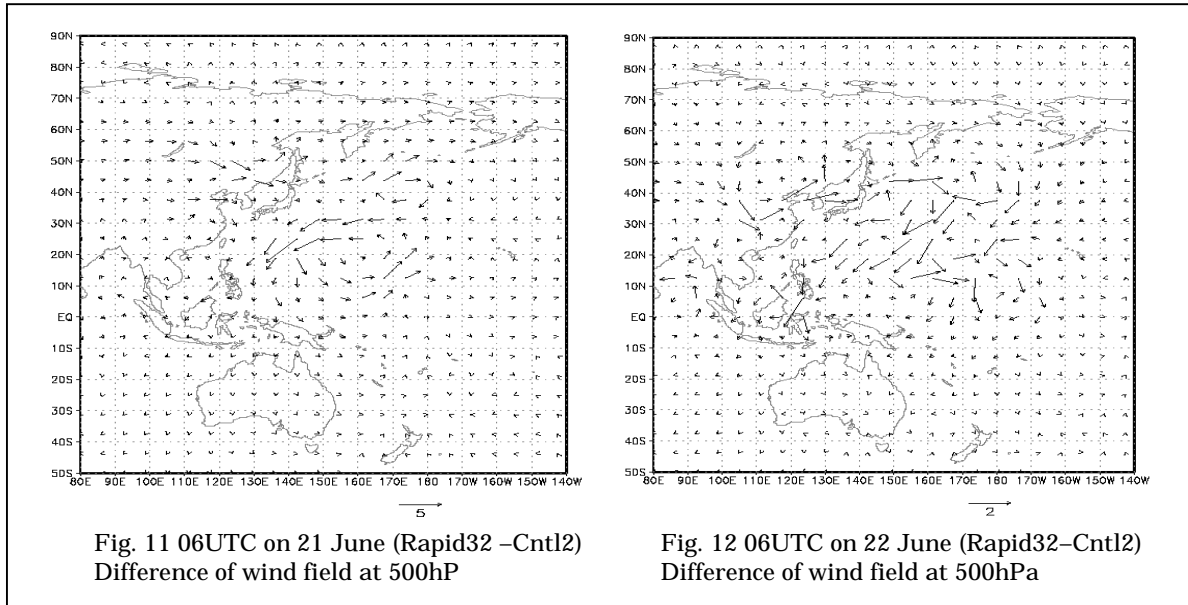 90N
80N
70N
60N
50N
40N
30N
20N
10N
EQ
10S
20S
30S
40S
50S
80E 90E 100E 110E 120E 130E 140E 150E 160E 170E 180 170W 160W 150W 140W
5
Fig. 11 06UTC on 21 June (Rapid32 –Cntl2)
Difference of wind field at 500hP
90N
80N
70N
60N
50N
40N
30N
20N
10N
EQ
10S
20S
30S
40S
50S
80E 90E 100E 110E 120E 130E 140E 150E 160E 170E 180 170W 160W 150W 140W
2
Fig. 12 06UTC on 22 June (Rapid32–Cntl2)
Difference of wind field at 500hPa